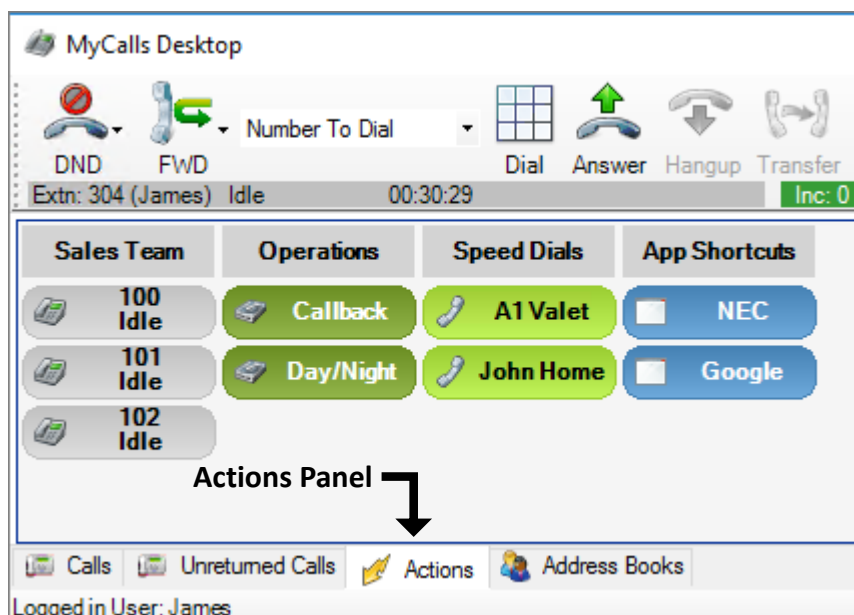 MyCalls Desktop
Number To Dial
DND FWD Dial Answer Hangup Transfer
Extn: 304 (James) Idle 00:30:29 Inc: 0
Sales Team Operations Speed Dials App Shortcuts
100
Idle
Callback A1 Valet NEC
101
Idle
Day/Night John Home Google
102
Idle
Actions Panel
Calls Unreturned Calls Actions Address Books
Logged in User: James